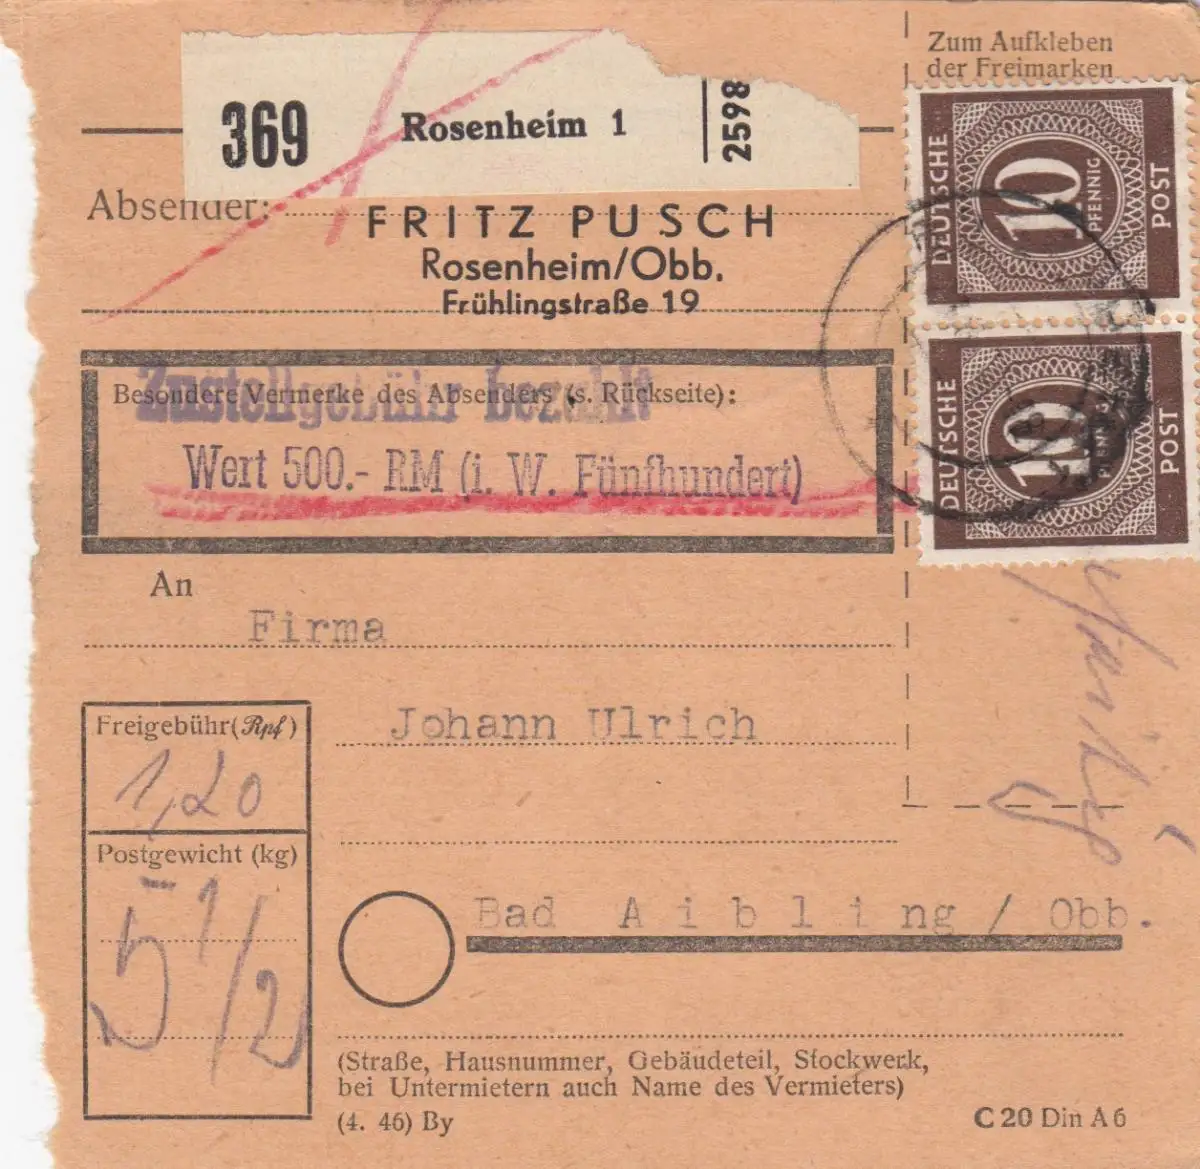 Zum Aufkleben
der Freimarken
369 Rosenheim 1 2598
Absender:
FRITZ PUSCH
Rosenheim/Obb.
Frühlingstraße 19
DEUTSCHE 10 PFENNIG POST
DEUTSCHE POST
Zustellgebühr bezahlt
Besondere Vermerke des Absenders (s. Rückseite):
Wert 500.- RM (i. W. Fünfhundert)
An
Firma
Johann Ulrich
Freigebühr (Rpf)
1,20
Postgewicht (kg)
5 1/2
Bad Aibling / Obb.
(Straße, Hausnummer, Gebäudeteil, Stockwerk,
bei Untermietern auch Name des Vermieters)
(4. 46) By
C 20 Din A 6